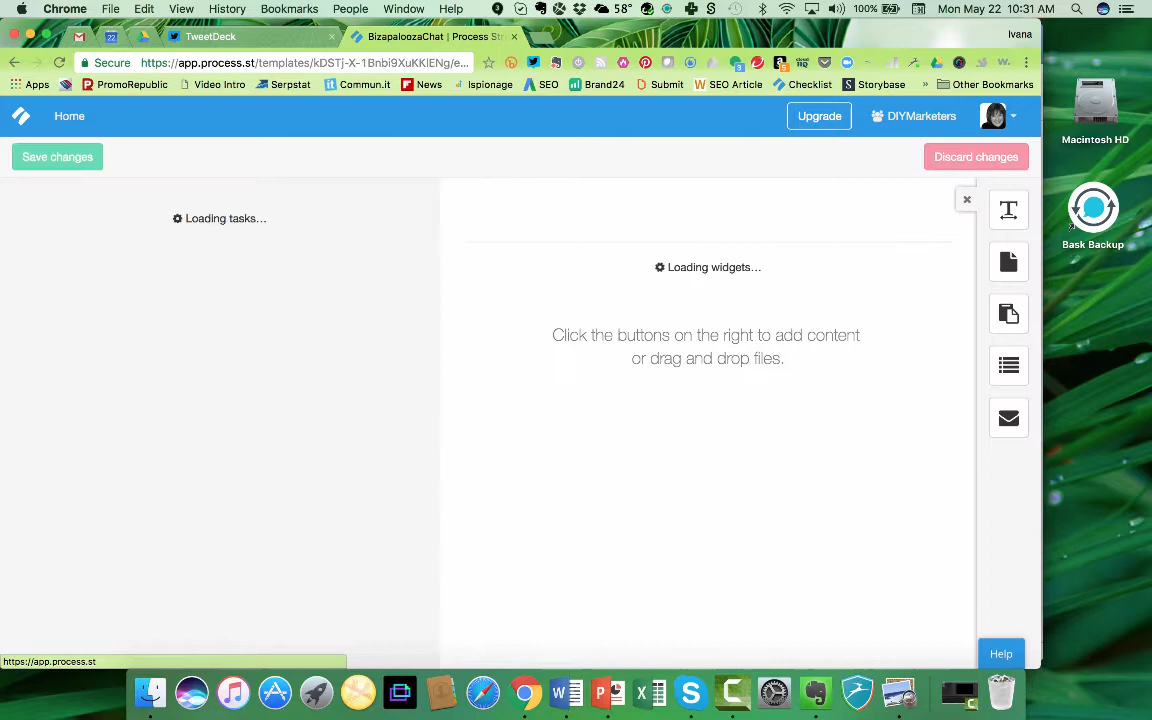 Chrome File Edit View History Bookmarks People Window Help 58° 100% Mon May 22 10:31 AM
TweetDeck × BizapaloozaChat | Process St × Ivana
Secure https://app.process.st/templates/kDSTj-X-1Bnbi9XuKKlENg/e...
Apps PromoRepublic Video Intro Serpstat Commun.it News Ispionage SEO Brand24 Submit SEO Article Checklist Storybase » Other Bookmarks
Home Upgrade DIYMarketers
Macintosh HD
Save changes Discard changes
Loading tasks...
Bask Backup
Loading widgets...
Click the buttons on the right to add content
or drag and drop files.
Help
https://app.process.st